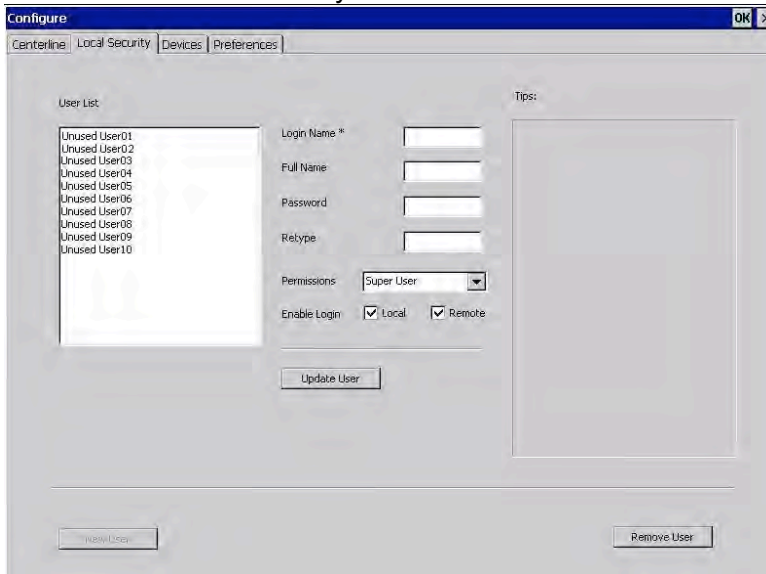 Configure OK
Centerline Local Security Devices Preferences
User List
Unused User01
Unused User02
Unused User03
Unused User04
Unused User05
Unused User06
Unused User07
Unused User08
Unused User09
Unused User10
Login Name *
Full Name
Password
Retype
Permissions Super User
Enable Login Local Remote
Update User
Tips:
New User
Remove User